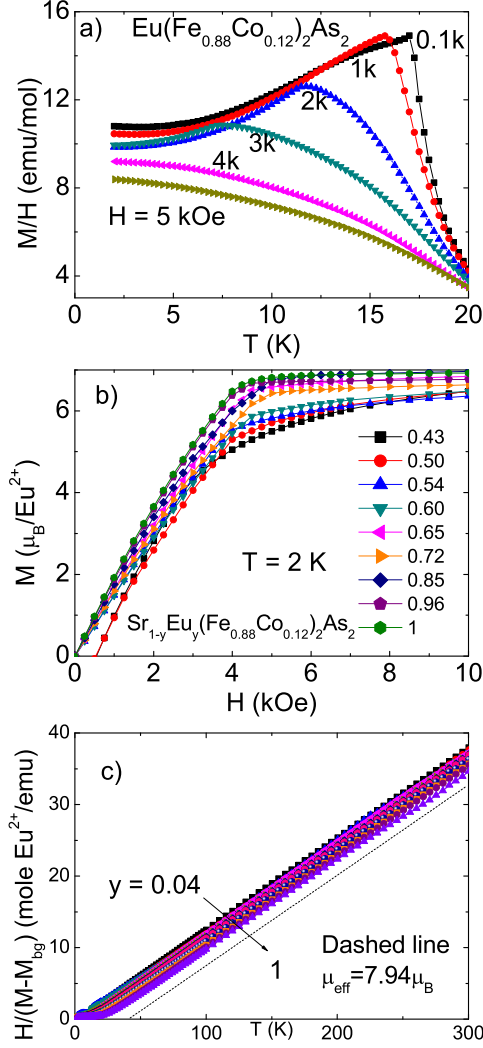 a) Eu(Fe₀.₈₈Co₀.₁₂)₂As₂
16
12
8
4
M/H (emu/mol)
0.1k
1k
2k
3k
4k
H = 5 kOe
0 5 10 15 20
T (K)
b)
6
4
2
0
M (μB/Eu²⁺)
0.43
0.50
0.54
0.60
0.65
0.72
0.85
0.96
1
T = 2 K
Sr₁₋yEuy(Fe₀.₈₈Co₀.₁₂)₂As₂
0 2 4 6 8 10
H (kOe)
c)
40
30
20
10
0
H/(M-Mbg) (mole Eu²⁺/emu)
y = 0.04
1
Dashed line
μeff=7.94μB
0 100 200 300
T (K)